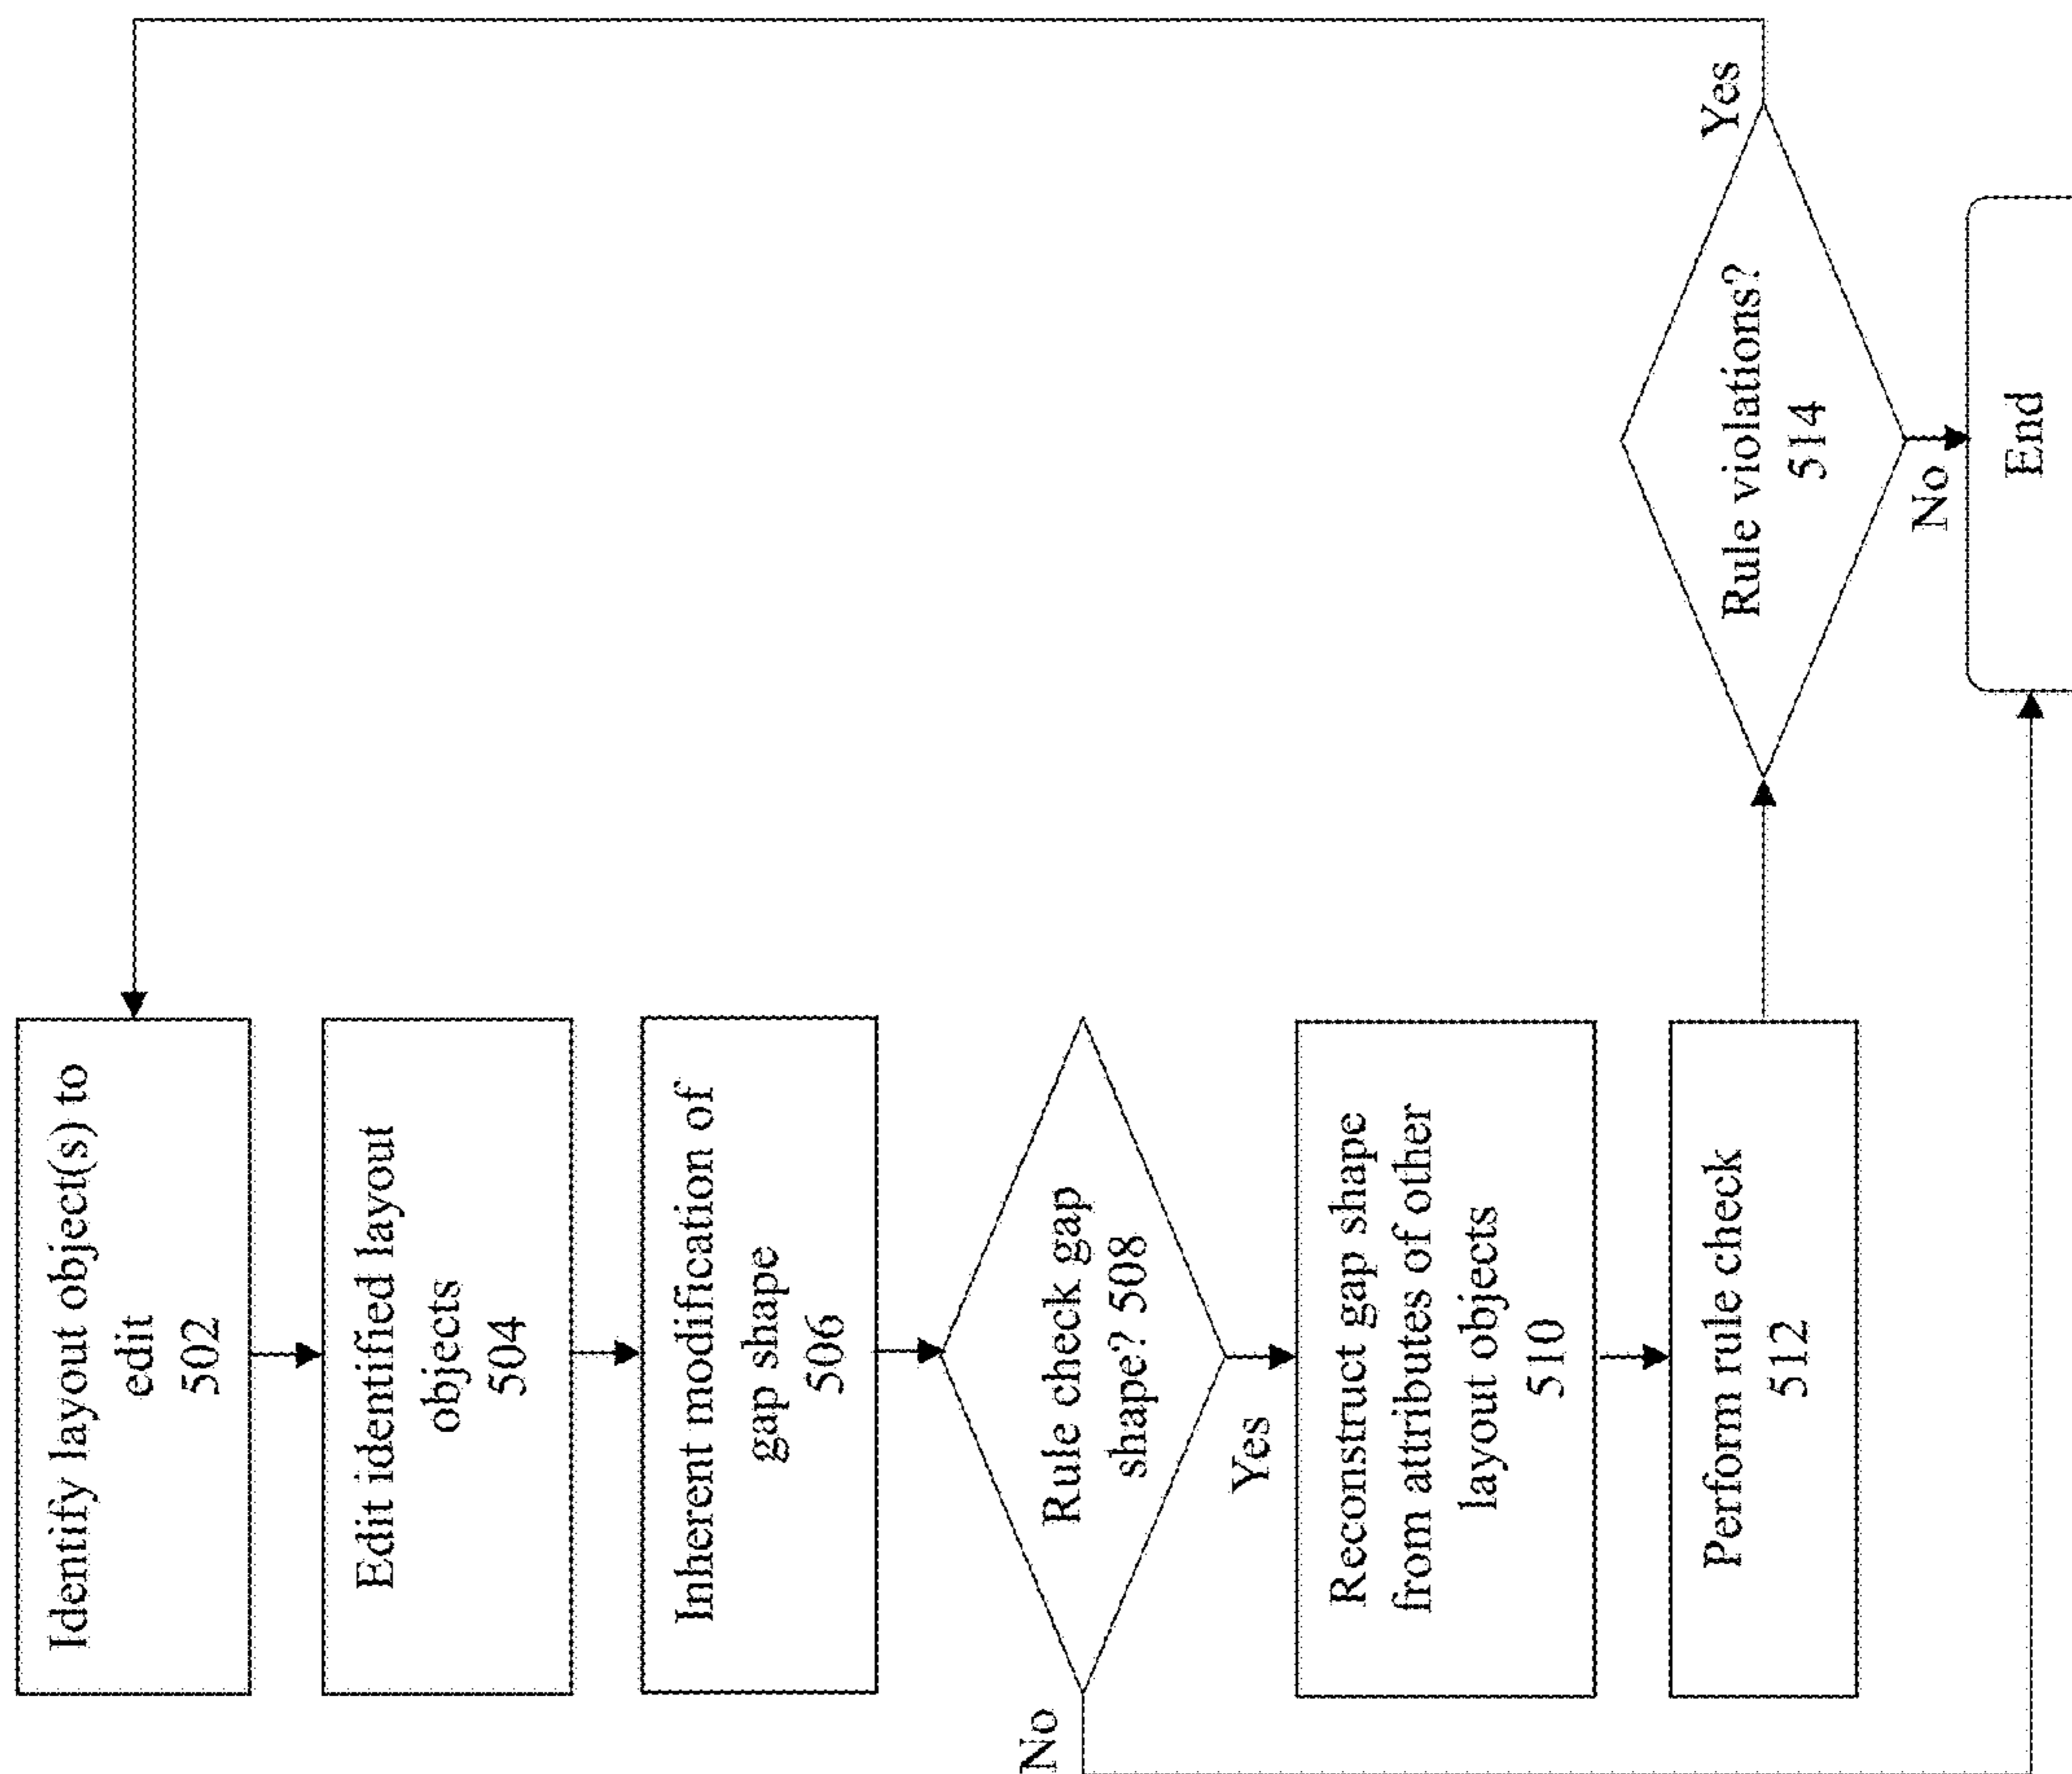 Identify layout object(s) to
edit
502
Edit identified layout
objects
504
Inherent modification of
gap shape
506
Rule check gap
shape? 508
No
Yes
Reconstruct gap shape
from attributes of other
layout objects
510
Perform rule check
512
Rule violations?
514
Yes
No
End